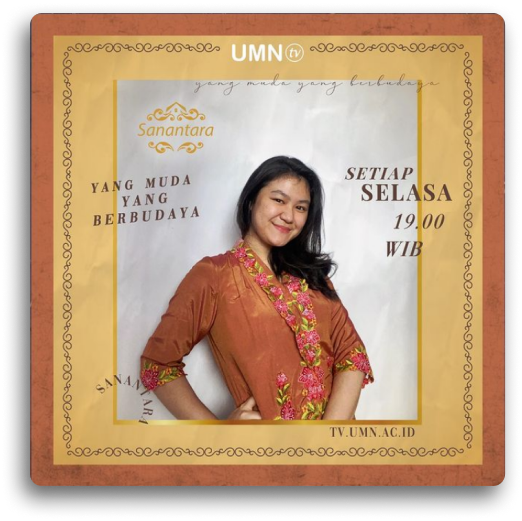 UMN tv
yang muda yang berbudaya
Sanantara
YANG MUDA
YANG
BERBUDAYA
SETIAP
SELASA
19.00
WIB
SANANTARA
TV.UMN.AC.ID